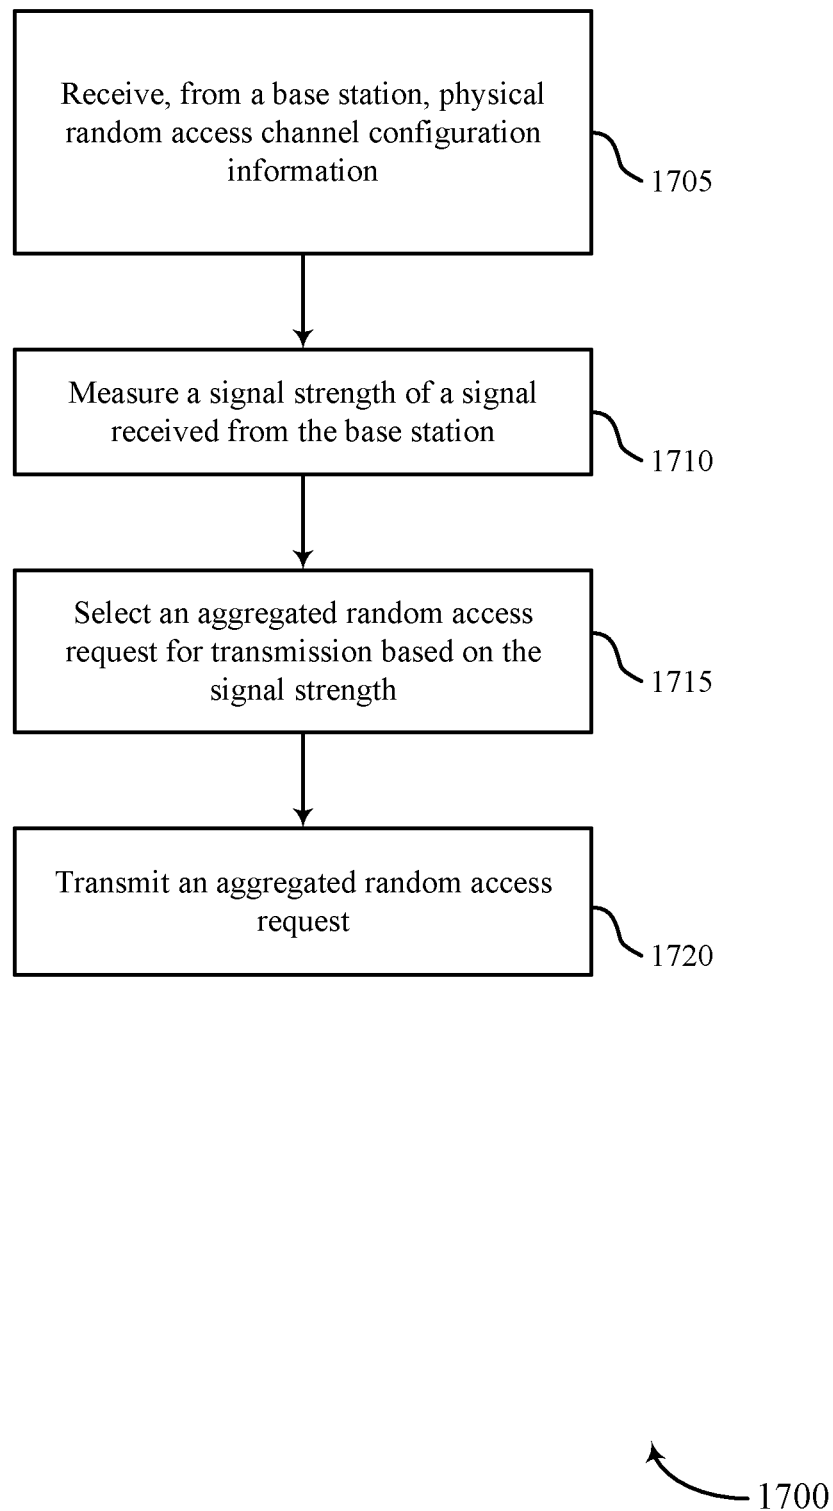 Receive, from a base station, physical
random access channel configuration
information
1705
Measure a signal strength of a signal
received from the base station
1710
Select an aggregated random access
request for transmission based on the
signal strength
1715
Transmit an aggregated random access
request
1720
1700